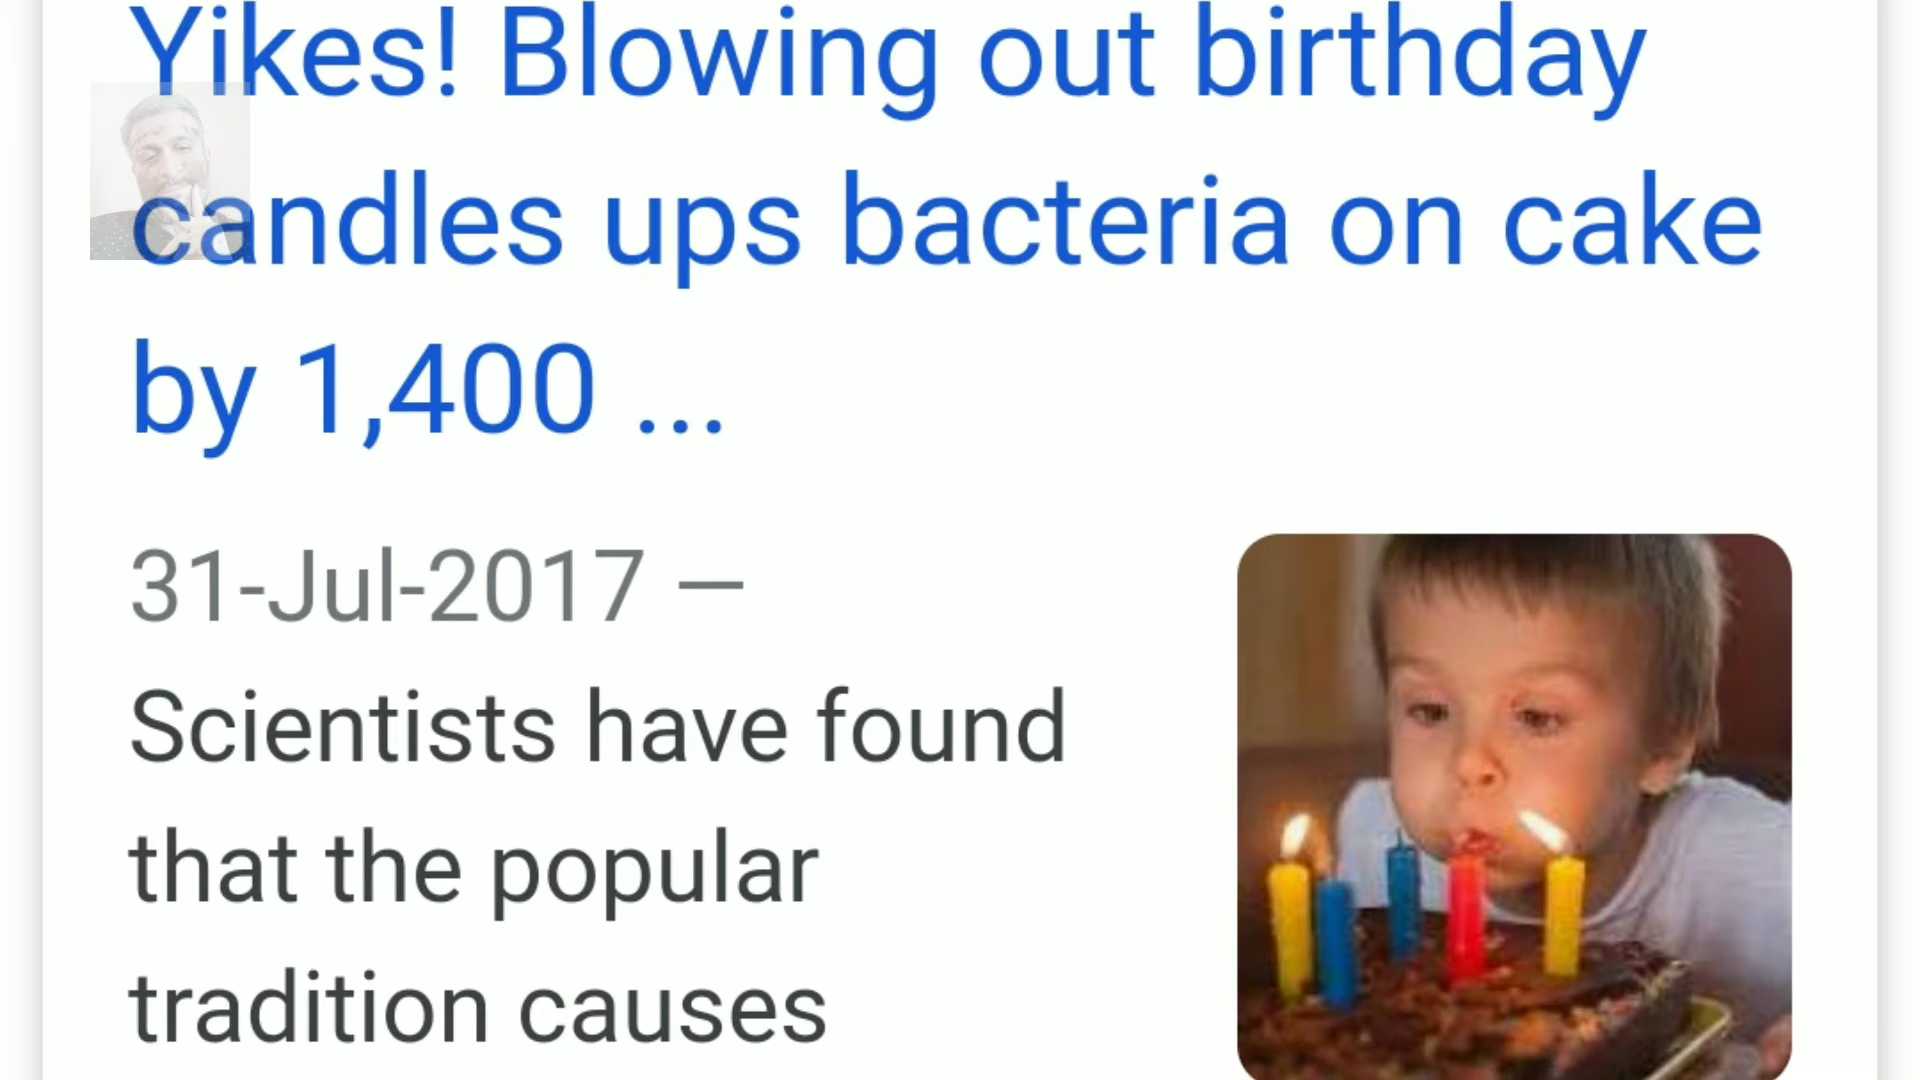 Yikes! Blowing out birthday
candles ups bacteria on cake
by 1,400 ...
31-Jul-2017 —
Scientists have found
that the popular
tradition causes